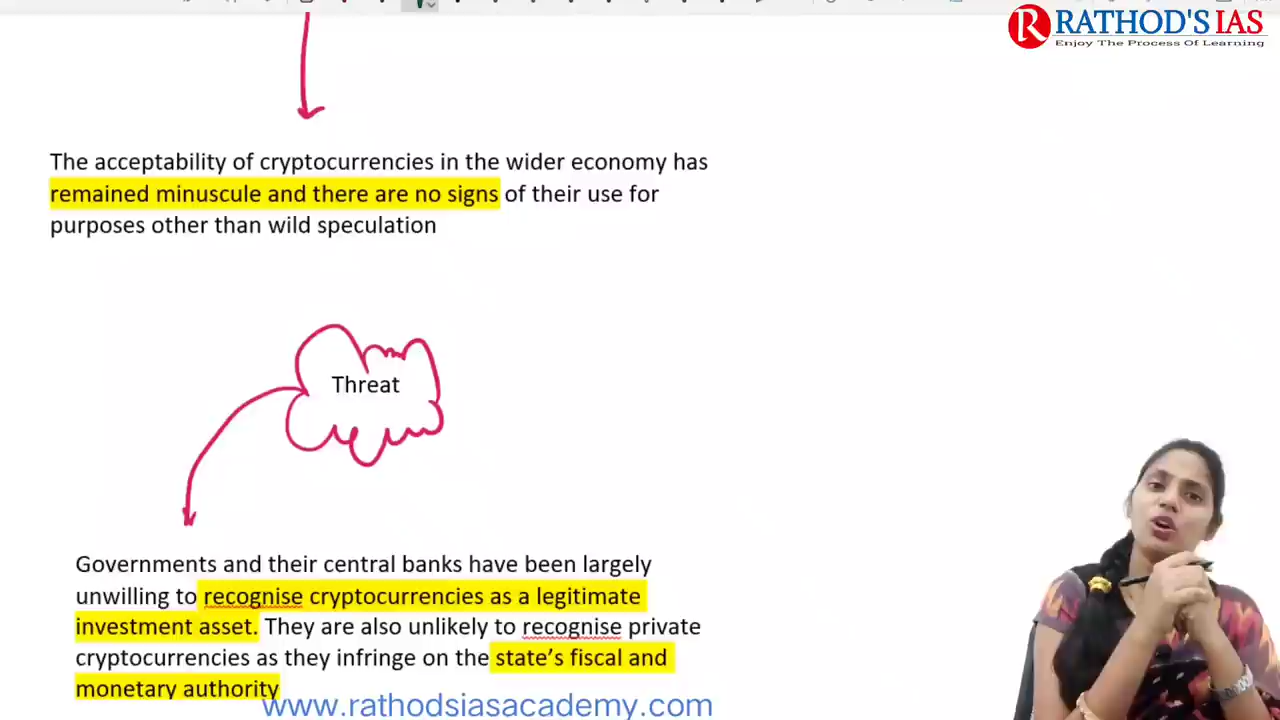 RATHOD'S IAS
Enjoy The Process Of Learning
The acceptability of cryptocurrencies in the wider economy has
remained minuscule and there are no signs of their use for
purposes other than wild speculation
Threat
Governments and their central banks have been largely
unwilling to recognise cryptocurrencies as a legitimate
investment asset. They are also unlikely to recognise private
cryptocurrencies as they infringe on the state’s fiscal and
monetary authority
www.rathodsiasacademy.com